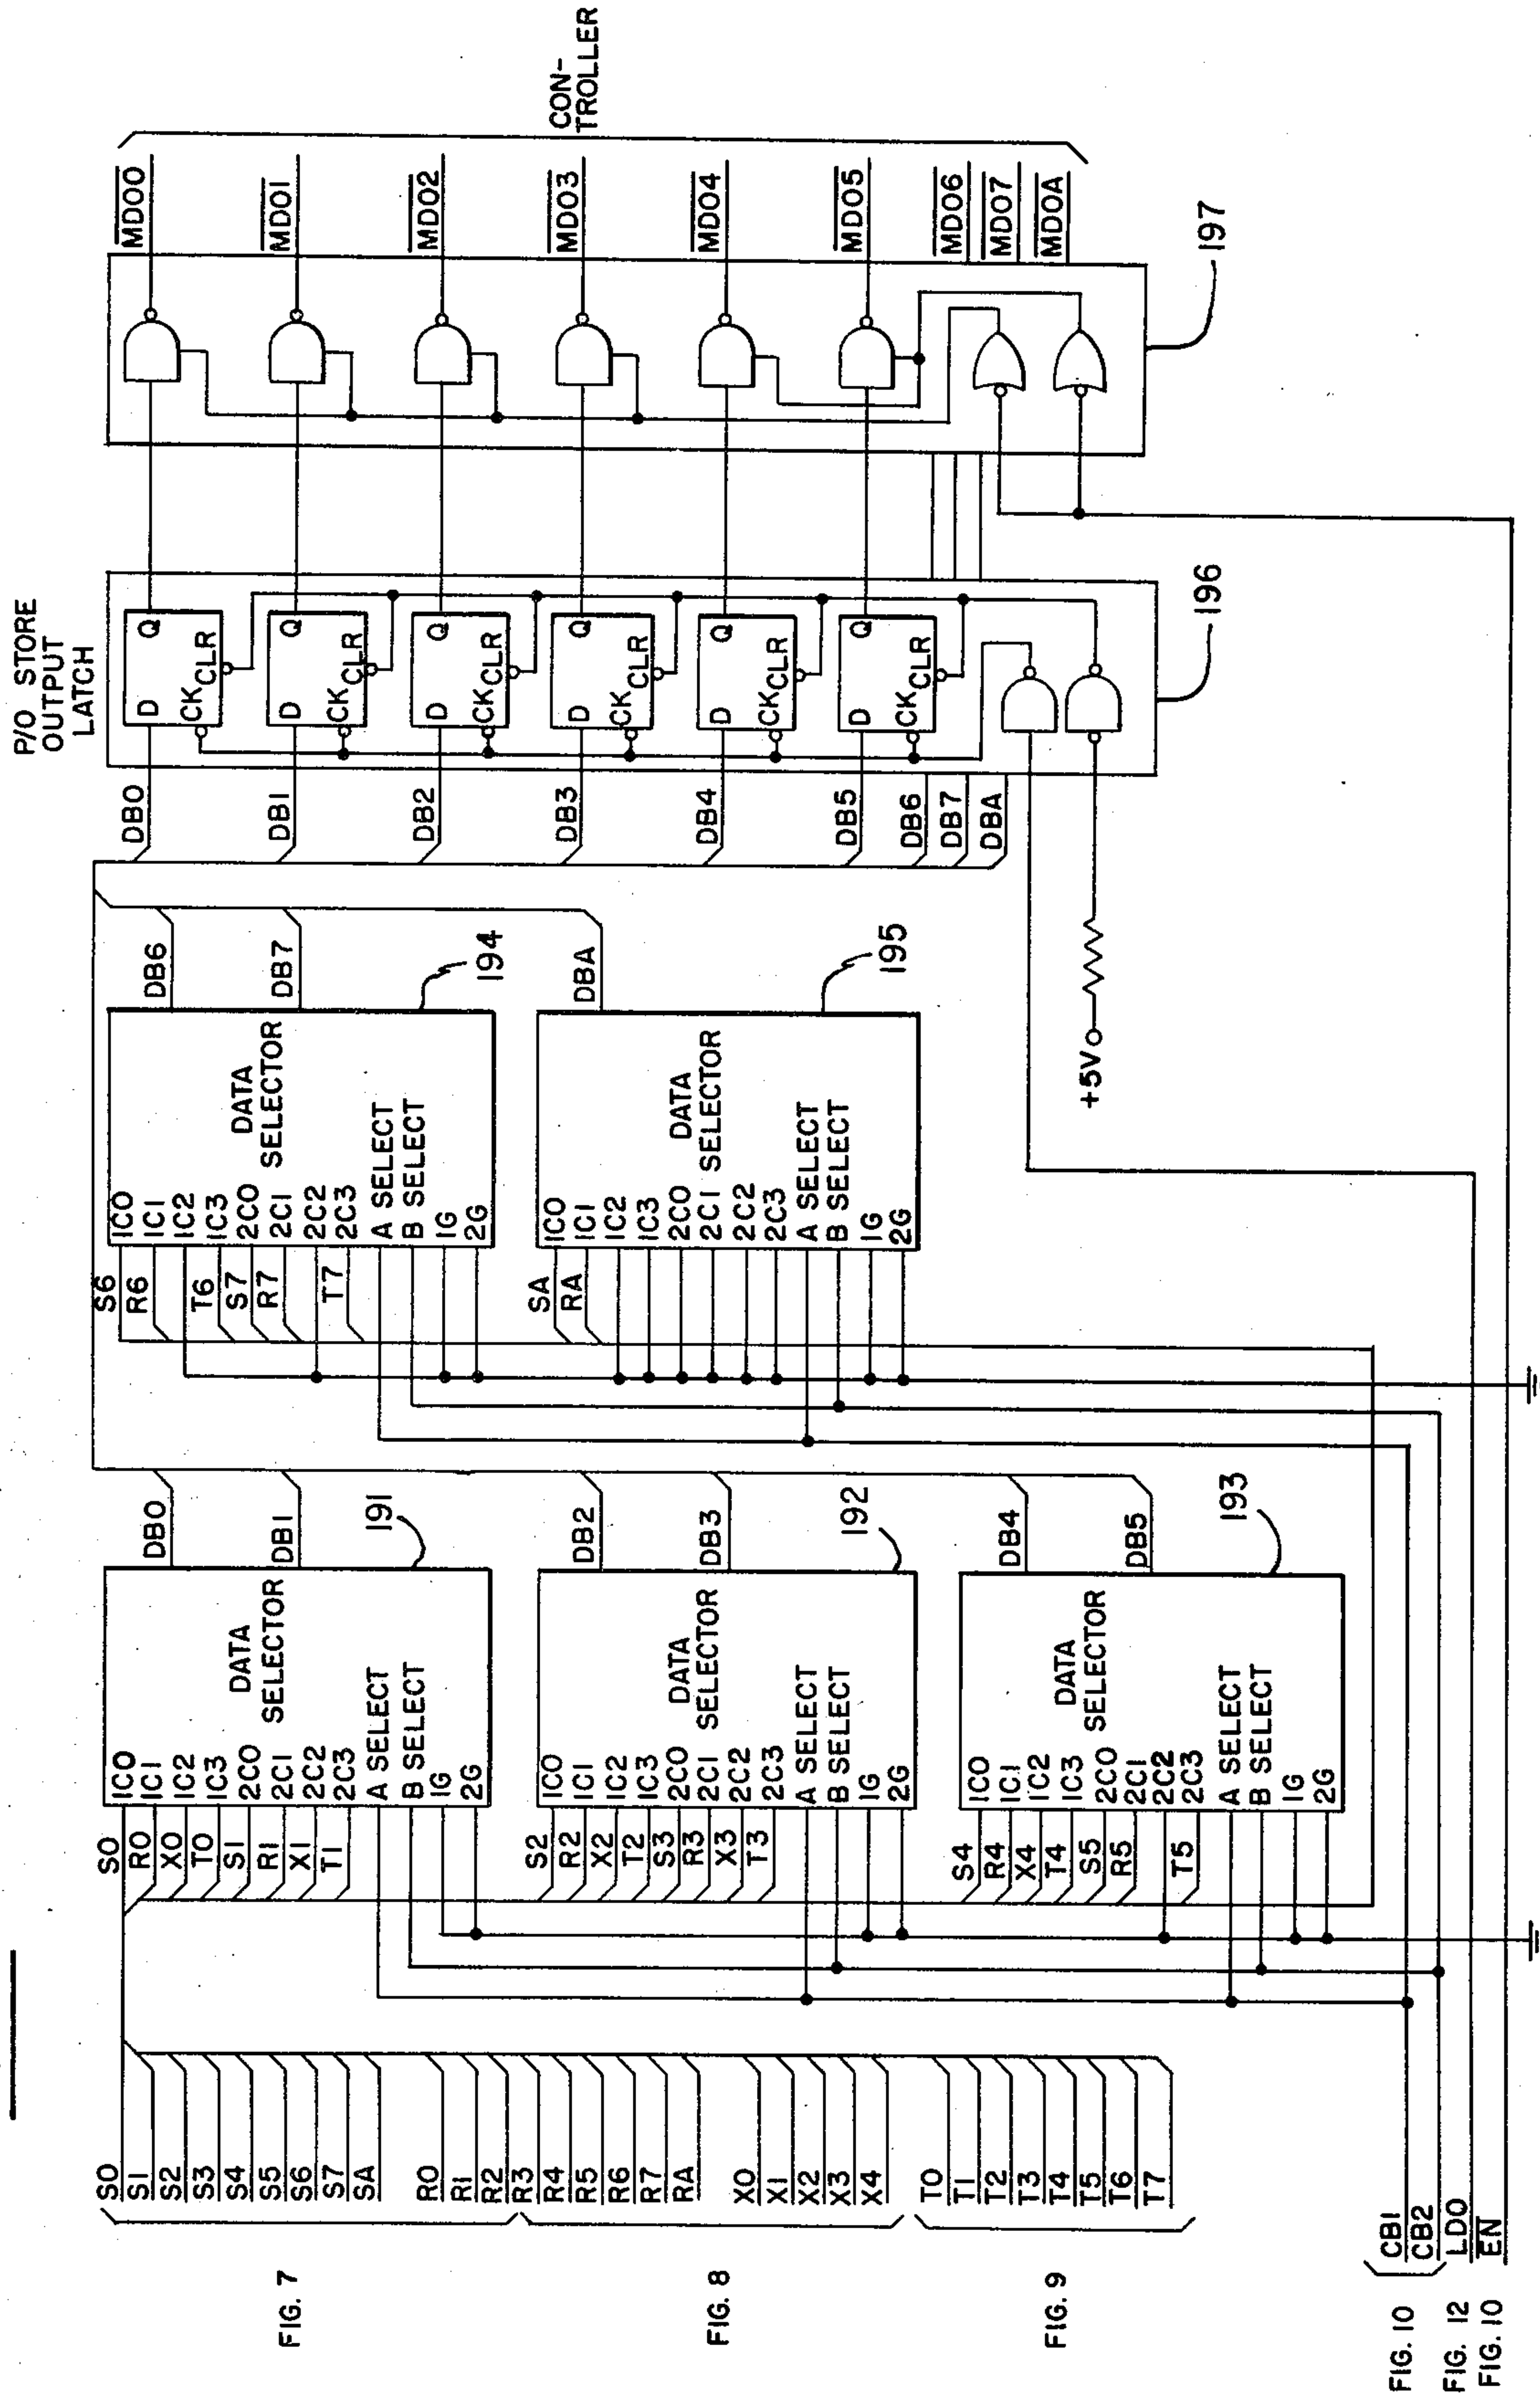 P/O STORE
OUTPUT
LATCH
CON-
TROLLER
FIG. 7
S0
S1
S2
S3
S4
S5
S6
S7
SA
R0
R1
R2
FIG. 8
R3
R4
R5
R6
R7
RA
X0
X1
X2
X3
X4
FIG. 9
T0
T1
T2
T3
T4
T5
T6
T7
FIG. 10
CB1
CB2
FIG. 12
LDO
FIG. 10
EN
S0
R0
X0
T0
S1
R1
X1
T1
1C0
1C1
1C2
1C3
2C0
2C1
2C2
2C3
A SELECT
B SELECT
1G
2G
DATA
SELECTOR
DB0
DB1
191
S2
R2
X2
T2
S3
R3
X3
T3
1C0
1C1
1C2
1C3
2C0
2C1
2C2
2C3
A SELECT
B SELECT
1G
2G
DATA
SELECTOR
DB2
DB3
192
S4
R4
X4
T4
S5
R5
T5
1C0
1C1
1C2
1C3
2C0
2C1
2C2
2C3
A SELECT
B SELECT
1G
2G
DATA
SELECTOR
DB4
DB5
193
S6
R6
T6
S7
R7
T7
1C0
1C1
1C2
1C3
2C0
2C1
2C2
2C3
A SELECT
B SELECT
1G
2G
DATA
SELECTOR
DB6
DB7
194
SA
RA
1C0
1C1
1C2
1C3
2C0
2C1
2C2
2C3
A SELECT
B SELECT
1G
2G
DATA
SELECTOR
DBA
195
+5V
DB0
DB1
DB2
DB3
DB4
DB5
DB6
DB7
DBA
D Q
CK CLR
D Q
CK CLR
D Q
CK CLR
D Q
CK CLR
D Q
CK CLR
D Q
CK CLR
196
MD00
MD01
MD02
MD03
MD04
MD05
MD06
MD07
MD0A
197